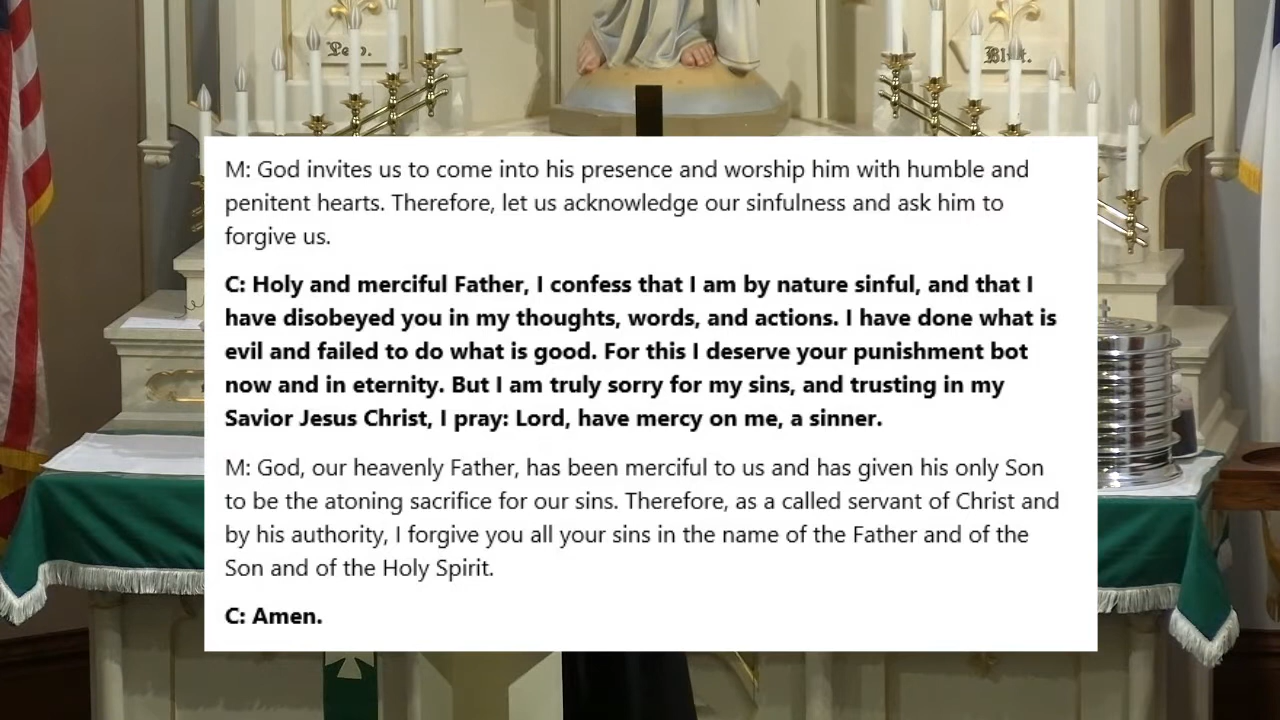 M: God invites us to come into his presence and worship him with humble and
penitent hearts. Therefore, let us acknowledge our sinfulness and ask him to
forgive us.
C: Holy and merciful Father, I confess that I am by nature sinful, and that I
have disobeyed you in my thoughts, words, and actions. I have done what is
evil and failed to do what is good. For this I deserve your punishment bot
now and in eternity. But I am truly sorry for my sins, and trusting in my
Savior Jesus Christ, I pray: Lord, have mercy on me, a sinner.
M: God, our heavenly Father, has been merciful to us and has given his only Son
to be the atoning sacrifice for our sins. Therefore, as a called servant of Christ and
by his authority, I forgive you all your sins in the name of the Father and of the
Son and of the Holy Spirit.
C: Amen.